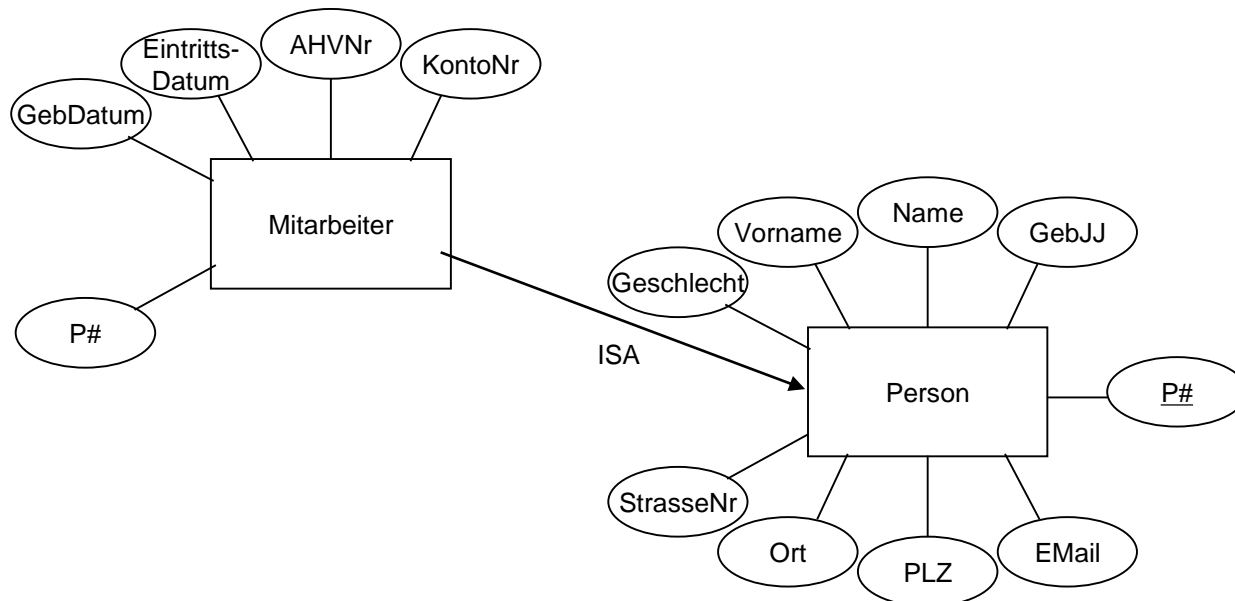 Eintritts-
Datum
AHVNr
KontoNr
GebDatum
Mitarbeiter
P#
Name
Vorname
GebJJ
Geschlecht
ISA
Person
P#
StrasseNr
Ort
PLZ
EMail